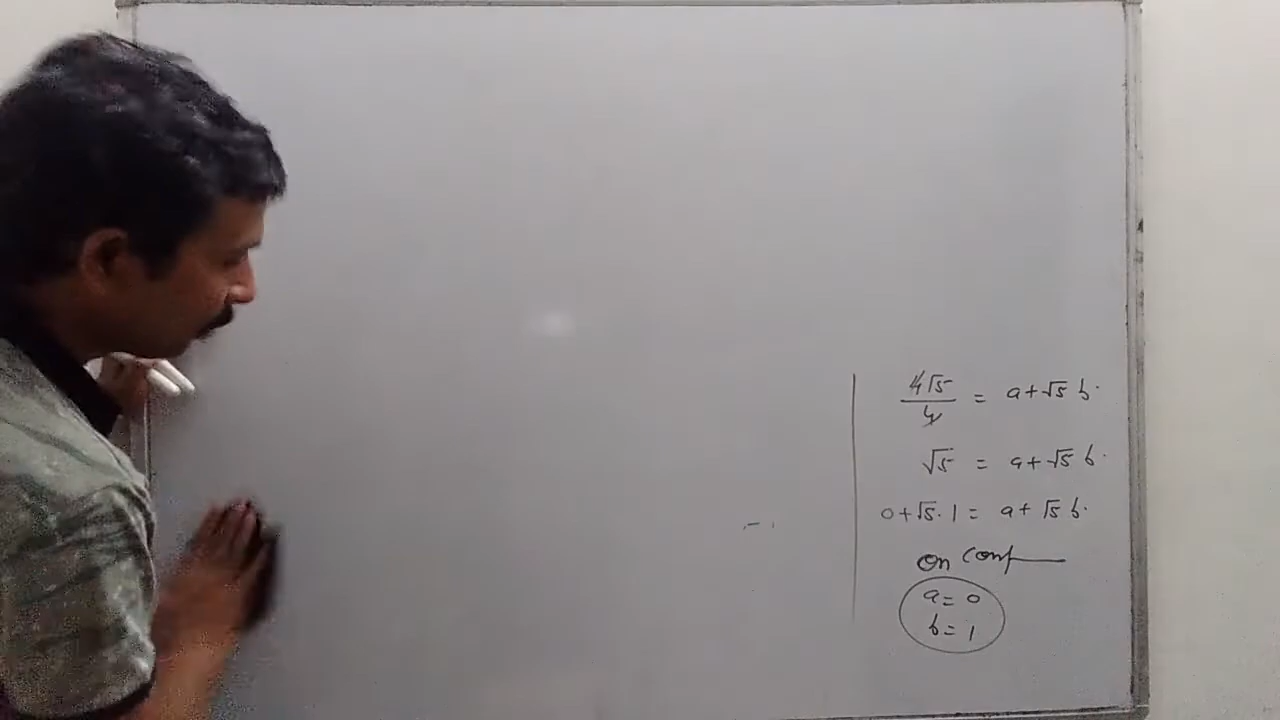 4√5/4 = a+√5 b.
√5 = a+√5 b.
0+√5.1 = a+√5 b.
On Comp
a = 0
b = 1